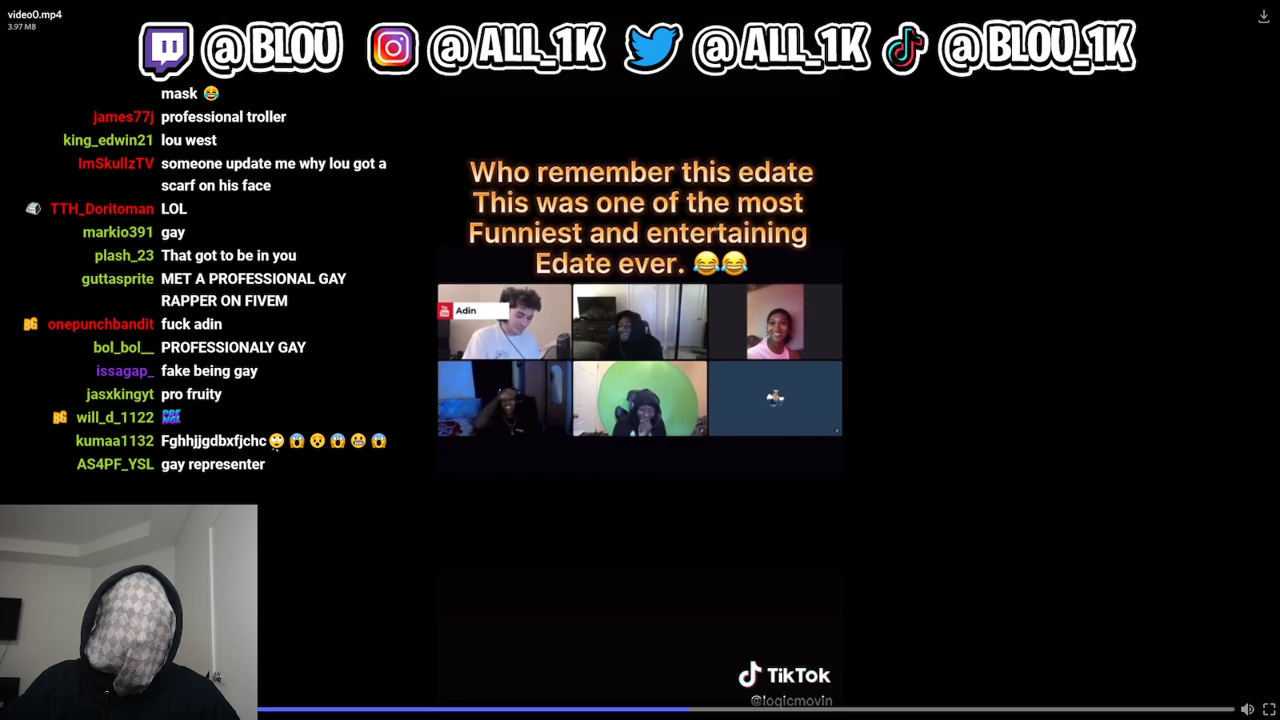 video0.mp4
3.97 MB
@BLOU @ALL_1K @ALL_1K @BLOU_1K
mask 😂
james77j professional troller
king_edwin21 lou west
ImSkullzTV someone update me why lou got a
scarf on his face
TTH_Doritoman LOL
markio391 gay
plash_23 That got to be in you
guttasprite MET A PROFESSIONAL GAY
RAPPER ON FIVEM
onepunchbandit fuck adin
bol_bol__ PROFESSIONALY GAY
issagap_ fake being gay
jasxkingyt pro fruity
will_d_1122
kumaa1132 Fghhjjgdbxfjchc🙄😱😵😱😬😱
AS4PF_YSL gay representer
Who remember this edate
This was one of the most
Funniest and entertaining
Edate ever. 😂😂
Adin
TikTok
@logicmovin